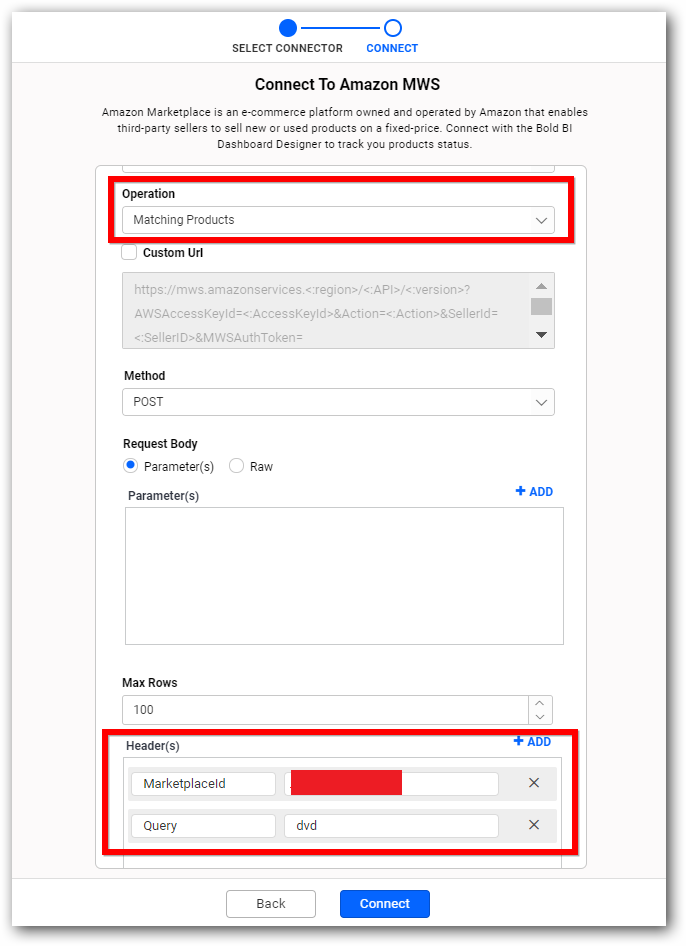 SELECT CONNECTOR CONNECT
Connect To Amazon MWS
Amazon Marketplace is an e-commerce platform owned and operated by Amazon that enables
third-party sellers to sell new or used products on a fixed-price. Connect with the Bold BI
Dashboard Designer to track you products status.
Operation
Matching Products
Custom Url
https://mws.amazonservices.<:region>/<:API>/<:version>?
AWSAccessKeyId=<:AccessKeyId>&Action=<:Action>&SellerId=
<:SellerID>&MWSAuthToken=
Method
POST
Request Body
Parameter(s) Raw
Parameter(s) + ADD
Max Rows
100
Header(s) + ADD
MarketplaceId
Query dvd
Back Connect